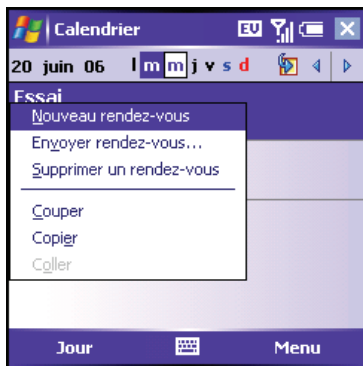 Calendrier
20 juin 06 l m m j v s d
Essai
Nouveau rendez-vous
Envoyer rendez-vous...
Supprimer un rendez-vous
Couper
Copier
Coller
Jour Menu